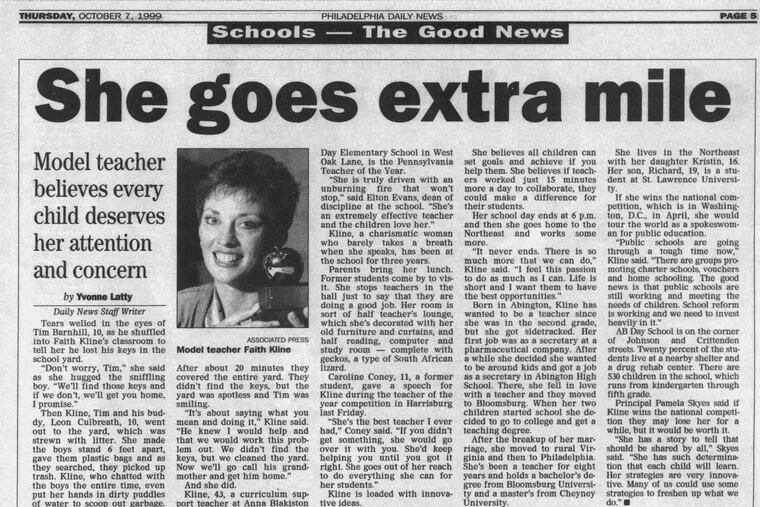 THURSDAY, OCTOBER 7, 1999
PHILADELPHIA DAILY NEWS
PAGE 5
Schools — The Good News
She goes extra mile
Model teacher
believes every
child deserves
her attention
and concern
by Yvonne Latty
Daily News Staff Writer
Tears welled in the eyes of
Tim Barnhill, 10, as he shuffled
into Faith Kline's classroom to
tell her he lost his keys in the
school yard.
"Don't worry, Tim," she said
as she hugged the sniffling
boy. "We'll find those keys and
if we don't, we'll get you home,
I promise."
Then Kline, Tim and his bud-
dy, Leon Culbreath, 10, went
out to the yard, which was
strewn with litter. She made
the boys stand 6 feet apart,
gave them plastic bags and as
they searched, they picked up
trash. Kline, who chatted with
the boys the entire time, even
put her hands in dirty puddles
of water to scoop out garbage.
ASSOCIATED PRESS
Model teacher Faith Kline
After about 20 minutes they
covered the entire yard. They
didn't find the keys, but the
yard was spotless and Tim was
smiling.
"It's about saying what you
mean and doing it," Kline said.
"He knew I would help and
that we would work this prob-
lem out. We didn't find the
keys, but we cleaned the yard.
Now we'll go call his grand-
mother and get him home."
And she did.
Kline, 43, a curriculum sup-
port teacher at Anna Blakiston
Day Elementary School in West
Oak Lane, is the Pennsylvania
Teacher of the Year.
"She is truly driven with an
unburning fire that won't
stop," said Elton Evans, dean of
discipline at the school. "She's
an extremely effective teacher
and the children love her."
Kline, a charismatic woman
who barely takes a breath
when she speaks, has been at
the school for three years.
Parents bring her lunch.
Former students come by to vis-
it. She stops teachers in the
hall just to say that they are
doing a good job. Her room is
sort of half teacher's lounge,
which she's decorated with her
old furniture and curtains, and
half reading, computer and
study room — complete with
geckos, a type of South African
lizard.
Caroline Coney, 11, a former
student, gave a speech for
Kline during the teacher of the
year competition in Harrisburg
last Friday.
"She's the best teacher I ever
had," Coney said. "If you didn't
get something, she would go
over it with you. She'd keep
helping you until you got it
right. She goes out of her reach
to do everything she can for
her students."
Kline is loaded with innova-
tive ideas.
She believes all children can
set goals and achieve if you
help them. She believes if teach-
ers worked just 15 minutes
more a day to collaborate, they
could make a difference for
their students.
Her school day ends at 6 p.m.
and then she goes home to the
Northeast and works some
more.
"It never ends. There is so
much more that we can do,"
Kline said. "I feel this passion
to do as much as I can. Life is
short and I want them to have
the best opportunities."
Born in Abington, Kline has
wanted to be a teacher since
she was in the second grade,
but she got sidetracked. Her
first job was as a secretary at a
pharmaceutical company. After
a while she decided she wanted
to be around kids and got a job
as a secretary in Abington High
School. There, she fell in love
with a teacher and they moved
to Bloomsburg. When her two
children started school she de-
cided to go to college and get a
teaching degree.
After the breakup of her mar-
riage, she moved to rural Vir-
ginia and then to Philadelphia.
She's been a teacher for eight
years and holds a bachelor's de-
gree from Bloomsburg Universi-
ty and a master's from Cheyney
University.
She lives in the Northeast
with her daughter Kristin, 16.
Her son, Richard, 19, is a stu-
dent at St. Lawrence Universi-
ty.
If she wins the national com-
petition, which is in Washing-
ton, D.C., in April, she would
tour the world as a spokeswom-
an for public education.
"Public schools are going
through a tough time now,"
Kline said. "There are groups pro-
moting charter schools, vouchers
and home schooling. The good
news is that public schools are
still working and meeting the
needs of children. School reform
is working and we need to invest
heavily in it."
AB Day School is on the corner
of Johnson and Crittenden
streets. Twenty percent of the stu-
dents live at a nearby shelter and
a drug rehab center. There are
530 children in the school, which
runs from kindergarten through
fifth grade.
Principal Pamela Skyes said if
Kline wins the national competi-
tion they may lose her for a
while, but it would be worth it.
"She has a story to tell that
should be shared by all," Skyes
said. "She has such determina-
tion that each child will learn.
Her strategies are very innova-
tive. Many of us could use some
strategies to freshen up what we
do." ■